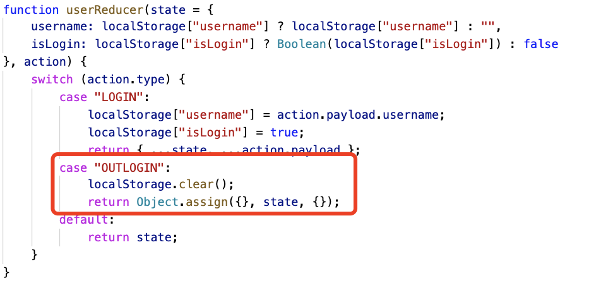 function userReducer(state = {
    username: localStorage["username"] ? localStorage["username"] : "",
    isLogin: localStorage["isLogin"] ? Boolean(localStorage["isLogin"]) : false
}, action) {
    switch (action.type) {
        case "LOGIN":
            localStorage["username"] = action.payload.username;
            localStorage["isLogin"] = true;
            return { ...state, ...action.payload };
        case "OUTLOGIN":
            localStorage.clear();
            return Object.assign({}, state, {});
        default:
            return state;
    }
}